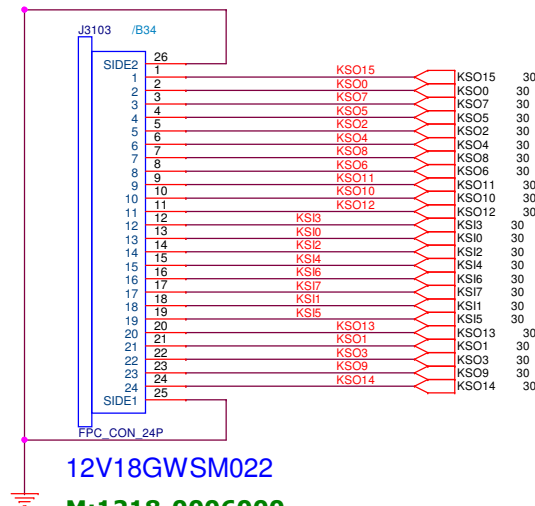 J3103 /B34
SIDE2 26
1 1 KSO15 KSO15 30
2 2 KSO0 KSO0 30
3 3 KSO7 KSO7 30
4 4 KSO5 KSO5 30
5 5 KSO2 KSO2 30
6 6 KSO4 KSO4 30
7 7 KSO8 KSO8 30
8 8 KSO6 KSO6 30
9 9 KSO11 KSO11 30
10 10 KSO10 KSO10 30
11 11 KSO12 KSO12 30
12 12 KSI3 KSI3 30
13 13 KSI0 KSI0 30
14 14 KSI2 KSI2 30
15 15 KSI4 KSI4 30
16 16 KSI6 KSI6 30
17 17 KSI7 KSI7 30
18 18 KSI1 KSI1 30
19 19 KSI5 KSI5 30
20 20 KSO13 KSO13 30
21 21 KSO1 KSO1 30
22 22 KSO3 KSO3 30
23 23 KSO9 KSO9 30
24 24 KSO14 KSO14 30
SIDE1 25
FPC_CON_24P
12V18GWSM022